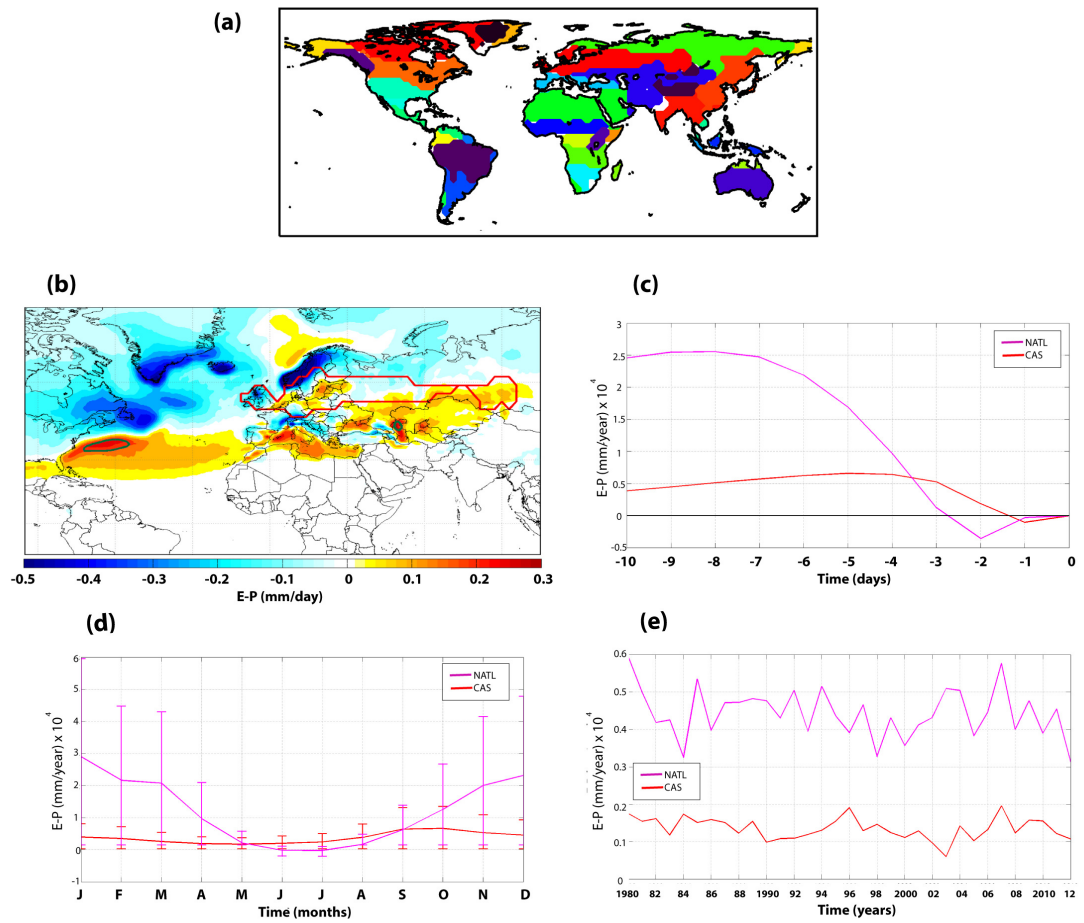 (a)
(b)
-0.5 -0.4 -0.3 -0.2 -0.1 0 0.1 0.2 0.3
E-P (mm/day)
(c)
E-P (mm/year) x 10^4
2.5
2
1.5
1
0.5
0
-0.5
NATL
CAS
-10 -9 -8 -7 -6 -5 -4 -3 -2 -1 0
Time (days)
(d)
E-P (mm/year) x 10^4
6
5
4
3
2
1
0
-1
NATL
CAS
J F M A M J J A S O N D
Time (months)
(e)
E-P (mm/year) x 10^4
0.6
0.5
0.4
0.3
0.2
0.1
0
NATL
CAS
1980 82 84 86 88 1990 92 94 96 98 2000 02 04 06 08 2010 12
Time (years)